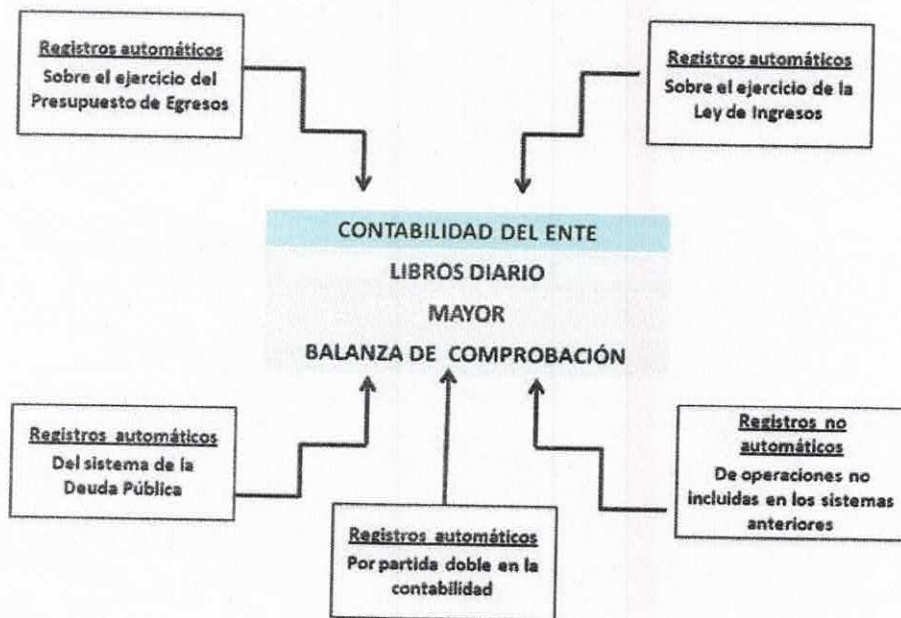 Registros automáticos
Sobre el ejercicio del
Presupuesto de Egresos
Registros automáticos
Sobre el ejercicio de la
Ley de Ingresos
CONTABILIDAD DEL ENTE
LIBROS DIARIO
MAYOR
BALANZA DE COMPROBACIÓN
Registros automáticos
Del sistema de la
Deuda Pública
Registros automáticos
Por partida doble en la
contabilidad
Registros no
automáticos
De operaciones no
incluidas en los sistemas
anteriores